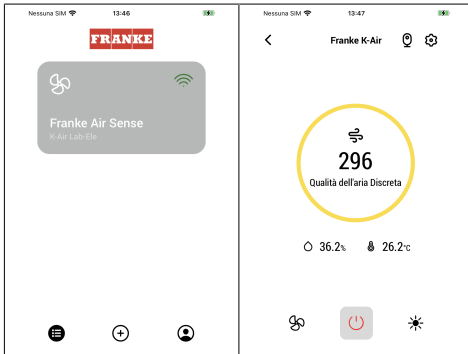 Nessuna SIM 13:46
FRANKE
Franke Air Sense
K-Air Lab-Ele
Nessuna SIM 13:47
Franke K-Air
296
Qualità dell'aria Discreta
36.2% 26.2°C